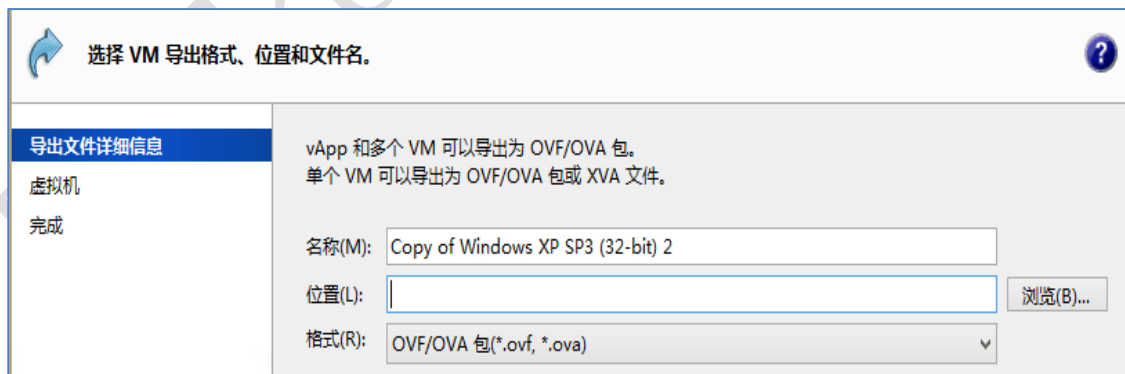 选择 VM 导出格式、位置和文件名。
?
导出文件详细信息
虚拟机
完成
vApp 和多个 VM 可以导出为 OVF/OVA 包。
单个 VM 可以导出为 OVF/OVA 包或 XVA 文件。
名称(M): Copy of Windows XP SP3 (32-bit) 2
位置(L): 浏览(B)...
格式(R): OVF/OVA 包(*.ovf, *.ova)